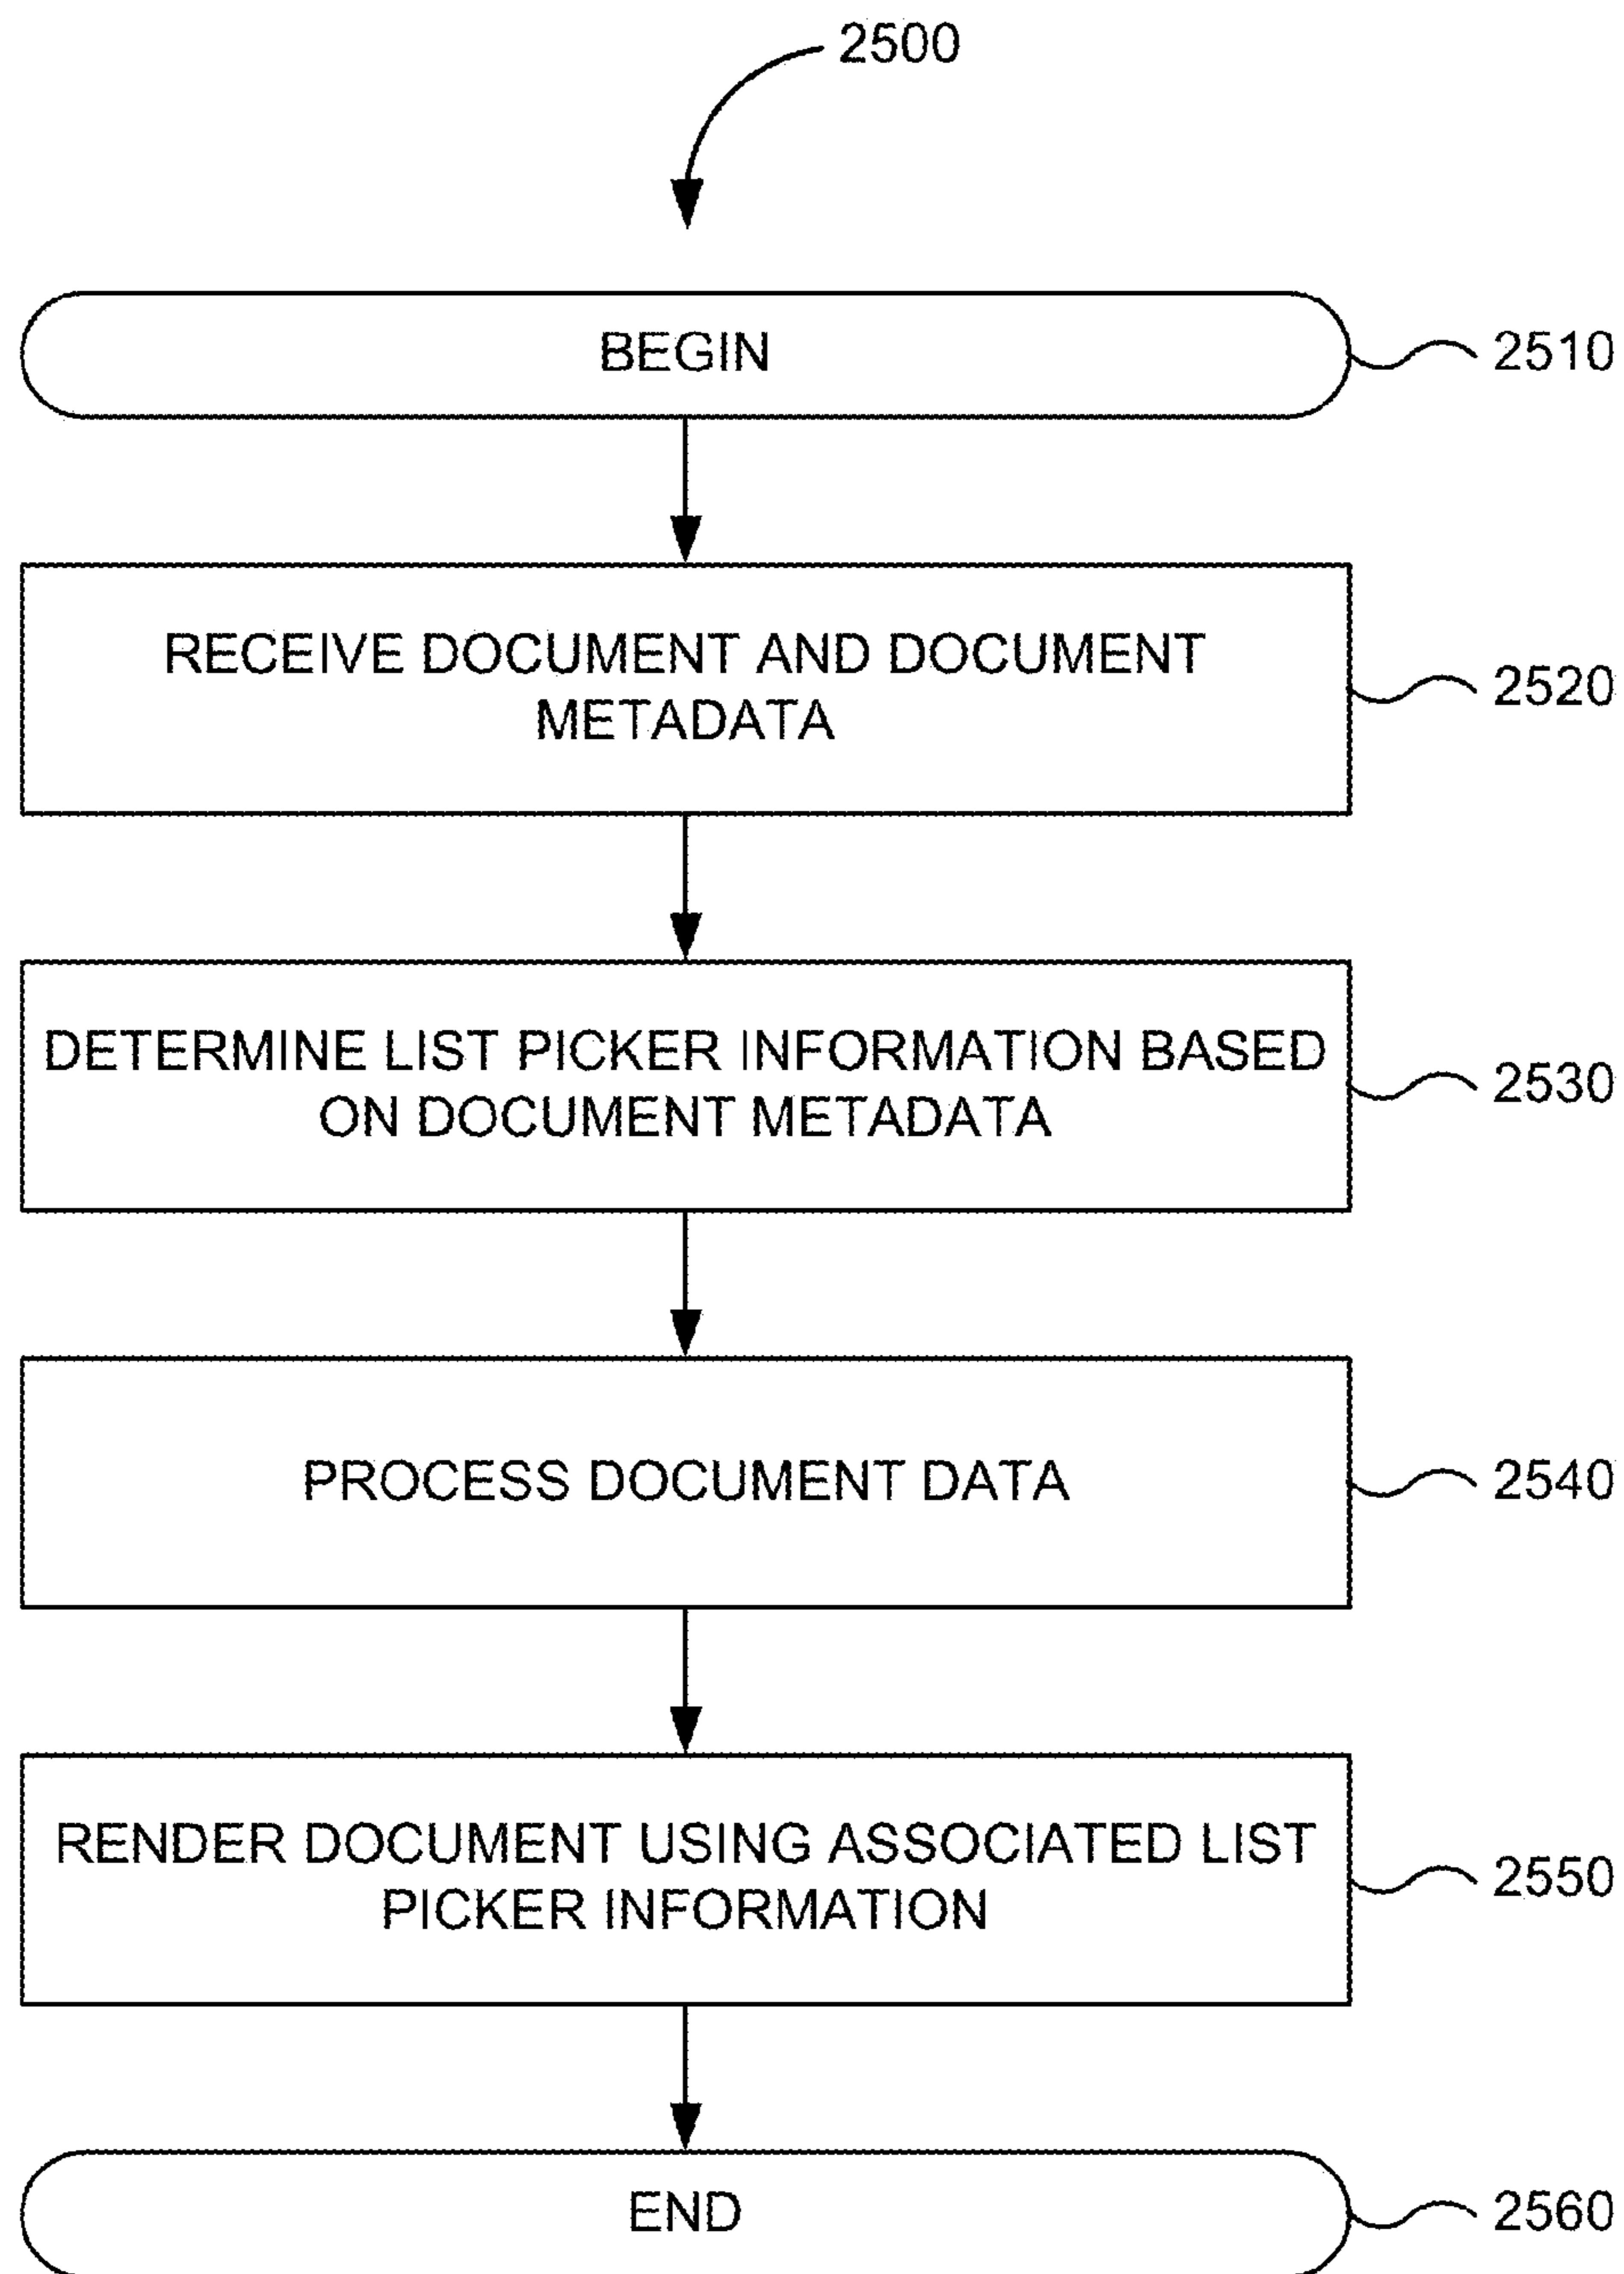 2500
BEGIN
2510
RECEIVE DOCUMENT AND DOCUMENT
METADATA
2520
DETERMINE LIST PICKER INFORMATION BASED
ON DOCUMENT METADATA
2530
PROCESS DOCUMENT DATA
2540
RENDER DOCUMENT USING ASSOCIATED LIST
PICKER INFORMATION
2550
END
2560